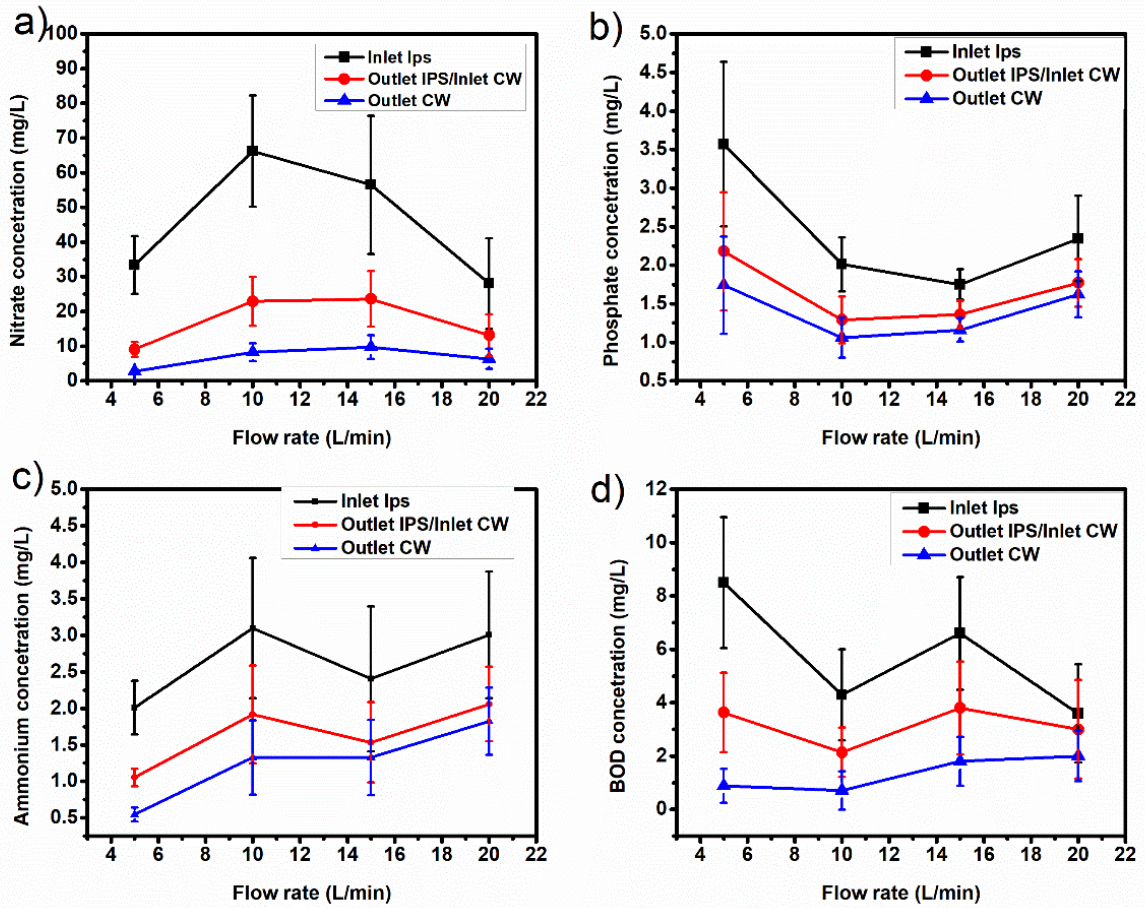 a)
100
90
80
70
60
50
40
30
20
10
0
Nitrate concetration (mg/L)
Inlet Ips
Outlet IPS/Inlet CW
Outlet CW
4 6 8 10 12 14 16 18 20 22
Flow rate (L/min)
b)
5.0
4.5
4.0
3.5
3.0
2.5
2.0
1.5
1.0
0.5
Phosphate concetration (mg/L)
Inlet Ips
Outlet IPS/Inlet CW
Outlet CW
4 6 8 10 12 14 16 18 20 22
Flow rate (L/min)
c)
5.0
4.5
4.0
3.5
3.0
2.5
2.0
1.5
1.0
0.5
Ammonium concetration (mg/L)
Inlet Ips
Outlet IPS/Inlet CW
Outlet CW
4 6 8 10 12 14 16 18 20 22
Flow rate (L/min)
d)
12
10
8
6
4
2
0
BOD concetration (mg/L)
Inlet Ips
Outlet IPS/Inlet CW
Outlet CW
4 6 8 10 12 14 16 18 20 22
Flow rate (L/min)